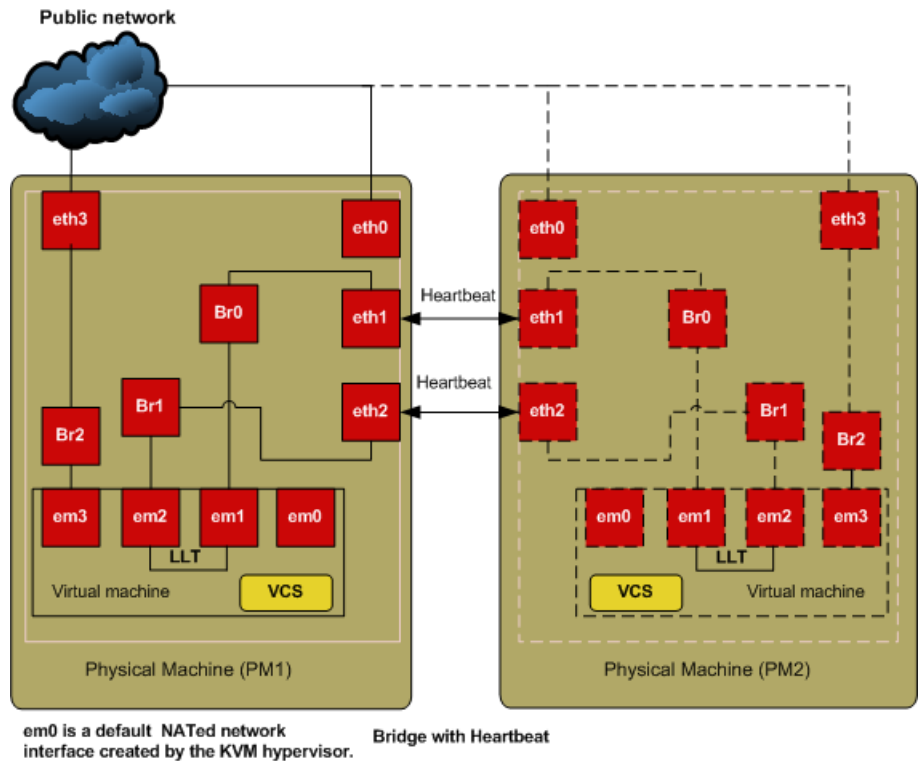 Public network
eth3
eth0
eth0
eth3
Heartbeat
Br0
eth1
eth1
Br0
Heartbeat
Br1
eth2
eth2
Br1
Br2
Br2
em3
em2
em1
em0
em0
em1
em2
em3
LLT
LLT
Virtual machine
VCS
VCS
Virtual machine
Physical Machine (PM1)
Physical Machine (PM2)
em0 is a default NATed network
interface created by the KVM hypervisor.
Bridge with Heartbeat